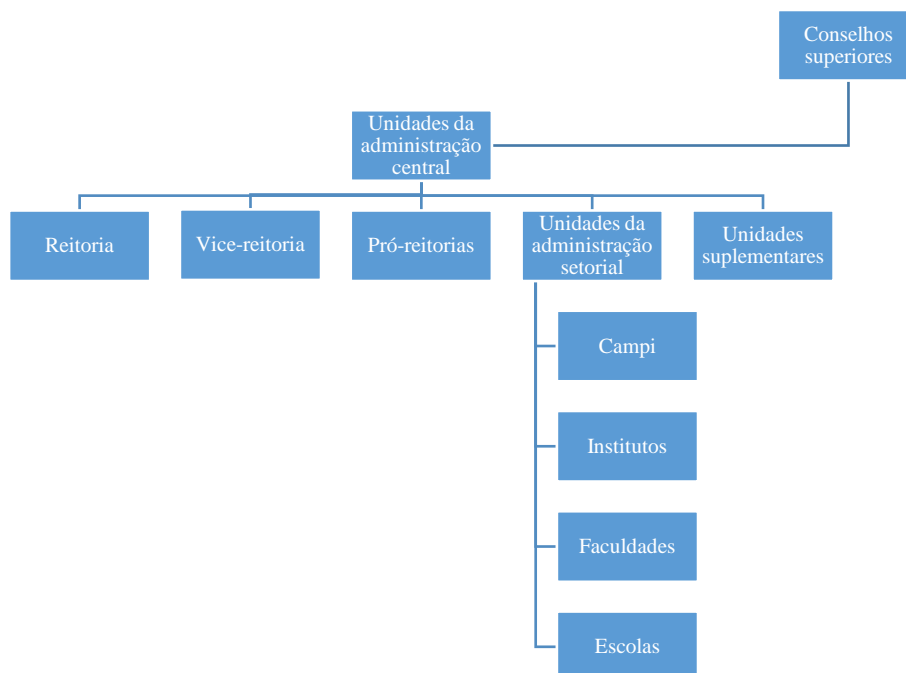 Conselhos
superiores
Unidades da
administração
central
Reitoria
Vice-reitoria
Pró-reitorias
Unidades da
administração
setorial
Unidades
suplementares
Campi
Institutos
Faculdades
Escolas